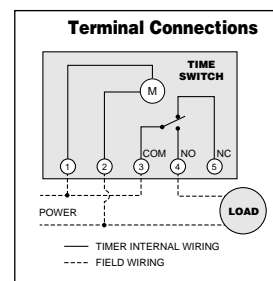 Terminal Connections
TIME
SWITCH
M
COM NO NC
1 2 3 4 5
POWER
LOAD
TIMER INTERNAL WIRING
FIELD WIRING